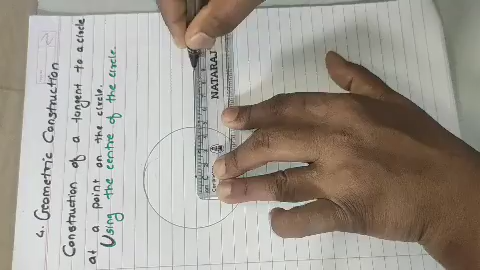 4. Geometric Construction
Construction of a tangent to a circle
at a point on the circle.
Using the centre of the circle.
NATARAJ